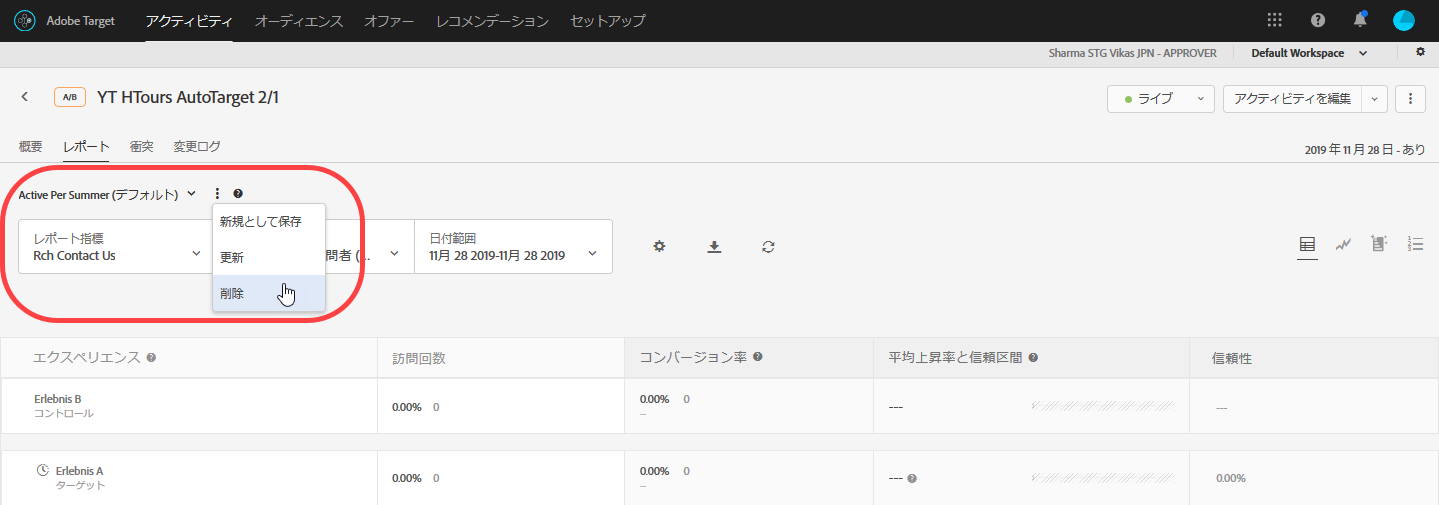 Adobe Target アクティビティ オーディエンス オファー レコメンデーション セットアップ
Sharma STG Vikas JPN - APPROVER Default Workspace
A/B YT HTours AutoTarget 2/1 ライブ アクティビティを編集
概要 レポート 衝突 変更ログ
2019 年 11 月 28 日 - あり
Active Per Summer (デフォルト)
新規として保存
更新
削除
レポート指標
Rch Contact Us
問者 (...
日付範囲
11月 28 2019-11月 28 2019
エクスペリエンス 訪問回数 コンバージョン率 平均上昇率と信頼区間 信頼性
Erlebnis B
コントロール
0.00% 0
0.00% 0
--
---
---
Erlebnis A
ターゲット
0.00% 0
0.00% 0
--
---
0.00%